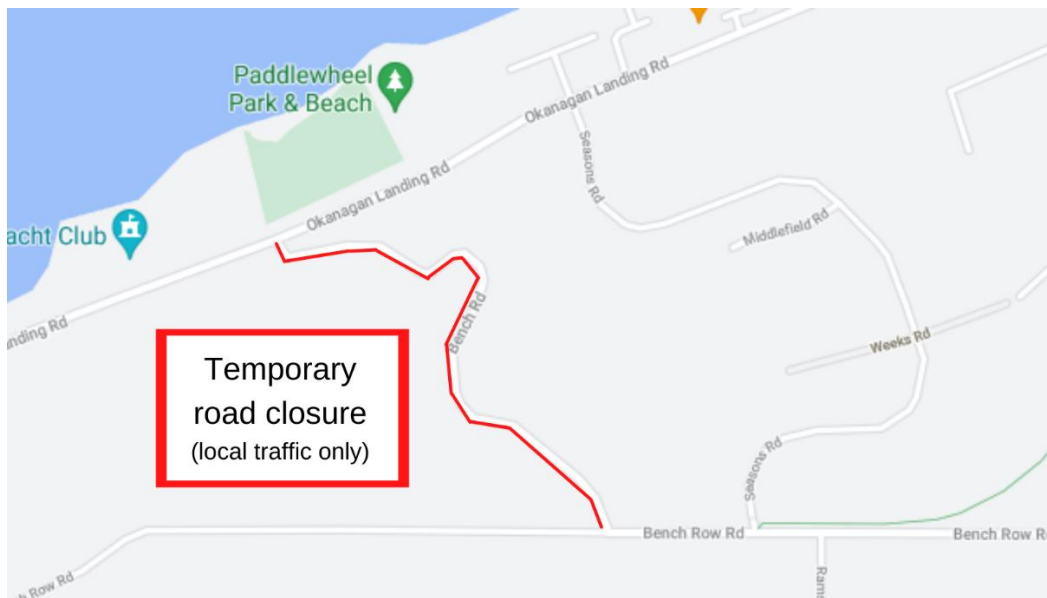 Paddlewheel
Park & Beach
Okanagan Landing Rd
Seasons Rd
Okanagan Landing Rd
Middlefield Rd
acht Club
Bench Rd
nding Rd
Weeks Rd
Temporary
road closure
(local traffic only)
Seasons Rd
Bench Row Rd
Bench Row R
Row Rd
Rams